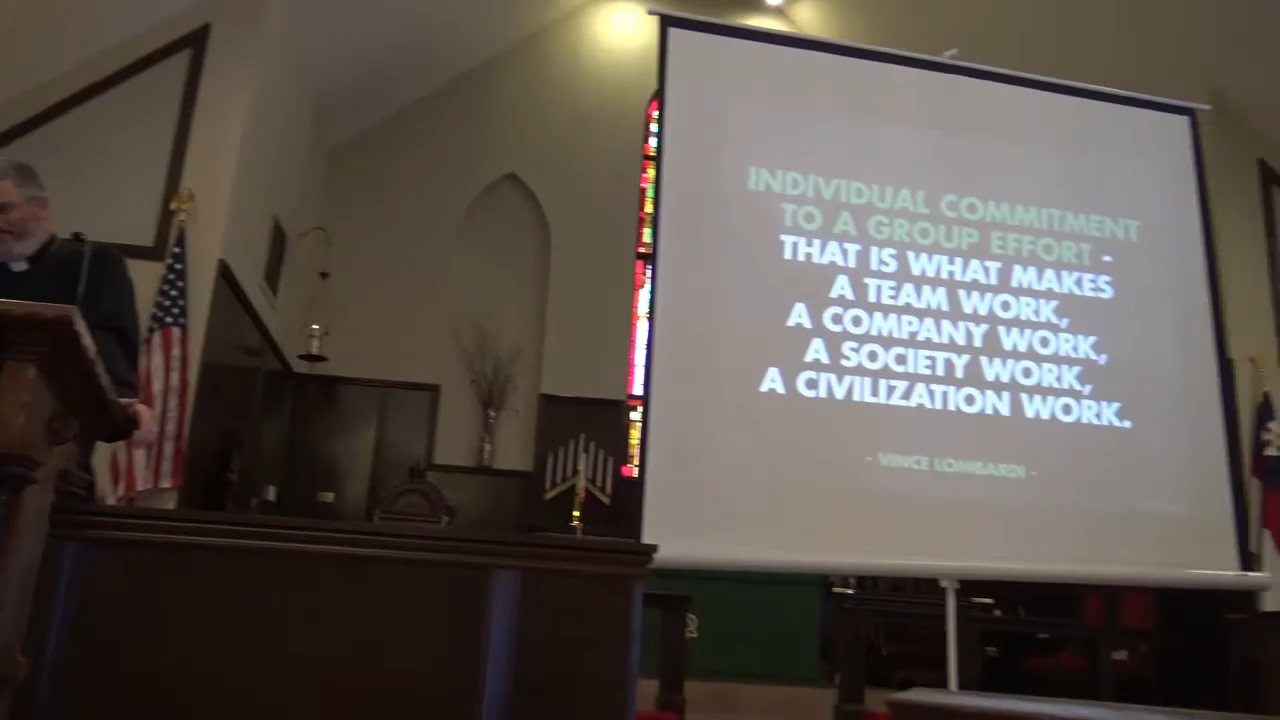 INDIVIDUAL COMMITMENT
TO A GROUP EFFORT -
THAT IS WHAT MAKES
A TEAM WORK,
A COMPANY WORK,
A SOCIETY WORK,
A CIVILIZATION WORK.
- VINCE LOMBARDI -